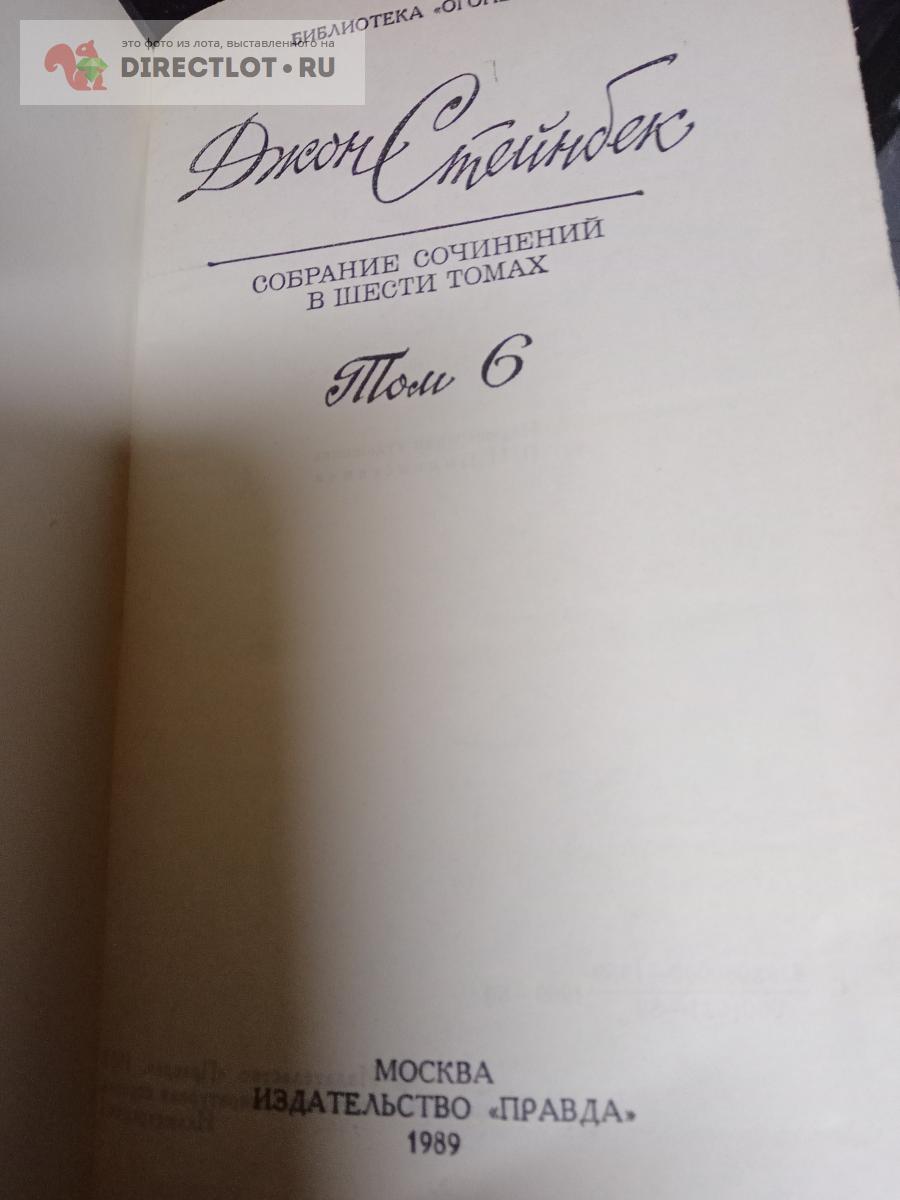 это фото из лота, выставленного на
DIRECTLOT.RU
БИБЛИОТЕКА
Джон Стейнбек
СОБРАНИЕ СОЧИНЕНИЙ
В ШЕСТИ ТОМАХ
Том 6
МОСКВА
ИЗДАТЕЛЬСТВО «ПРАВДА»
1989